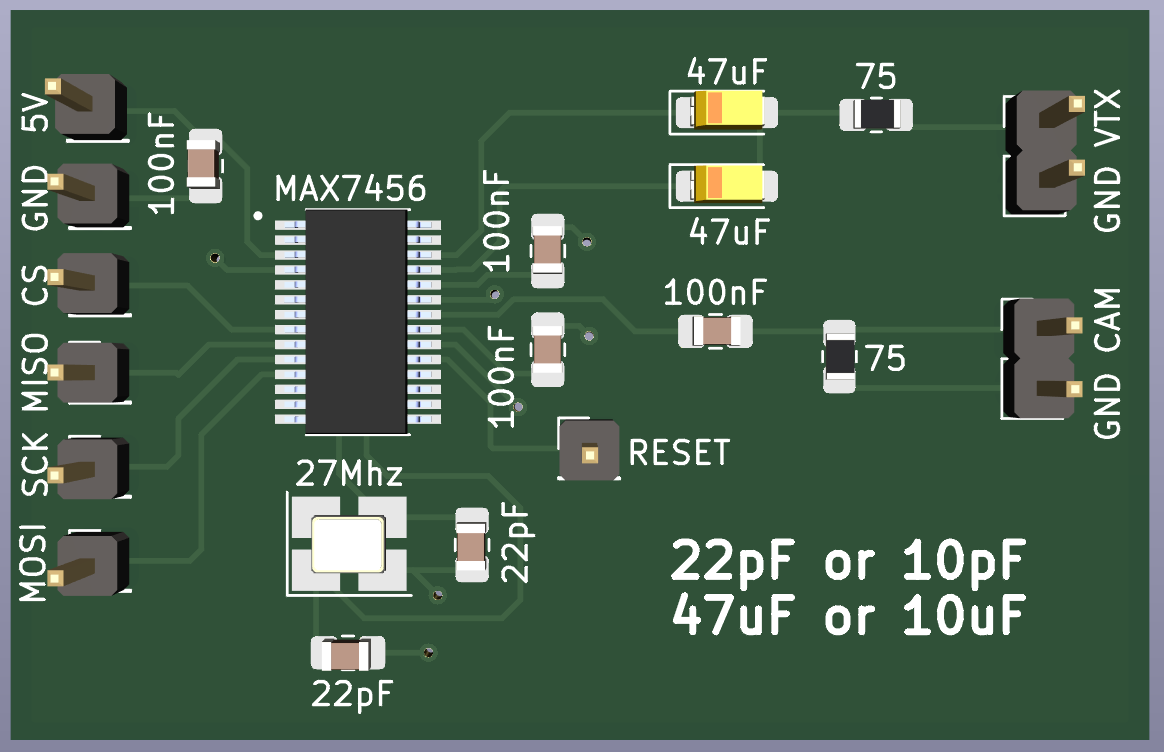 5V
GND
CS
MISO
SCK
MOSI
100nF
MAX7456
100nF
100nF
47uF
47uF
75
VTX
GND
100nF
75
CAM
GND
RESET
27Mhz
22pF
22pF
22pF or 10pF
47uF or 10uF